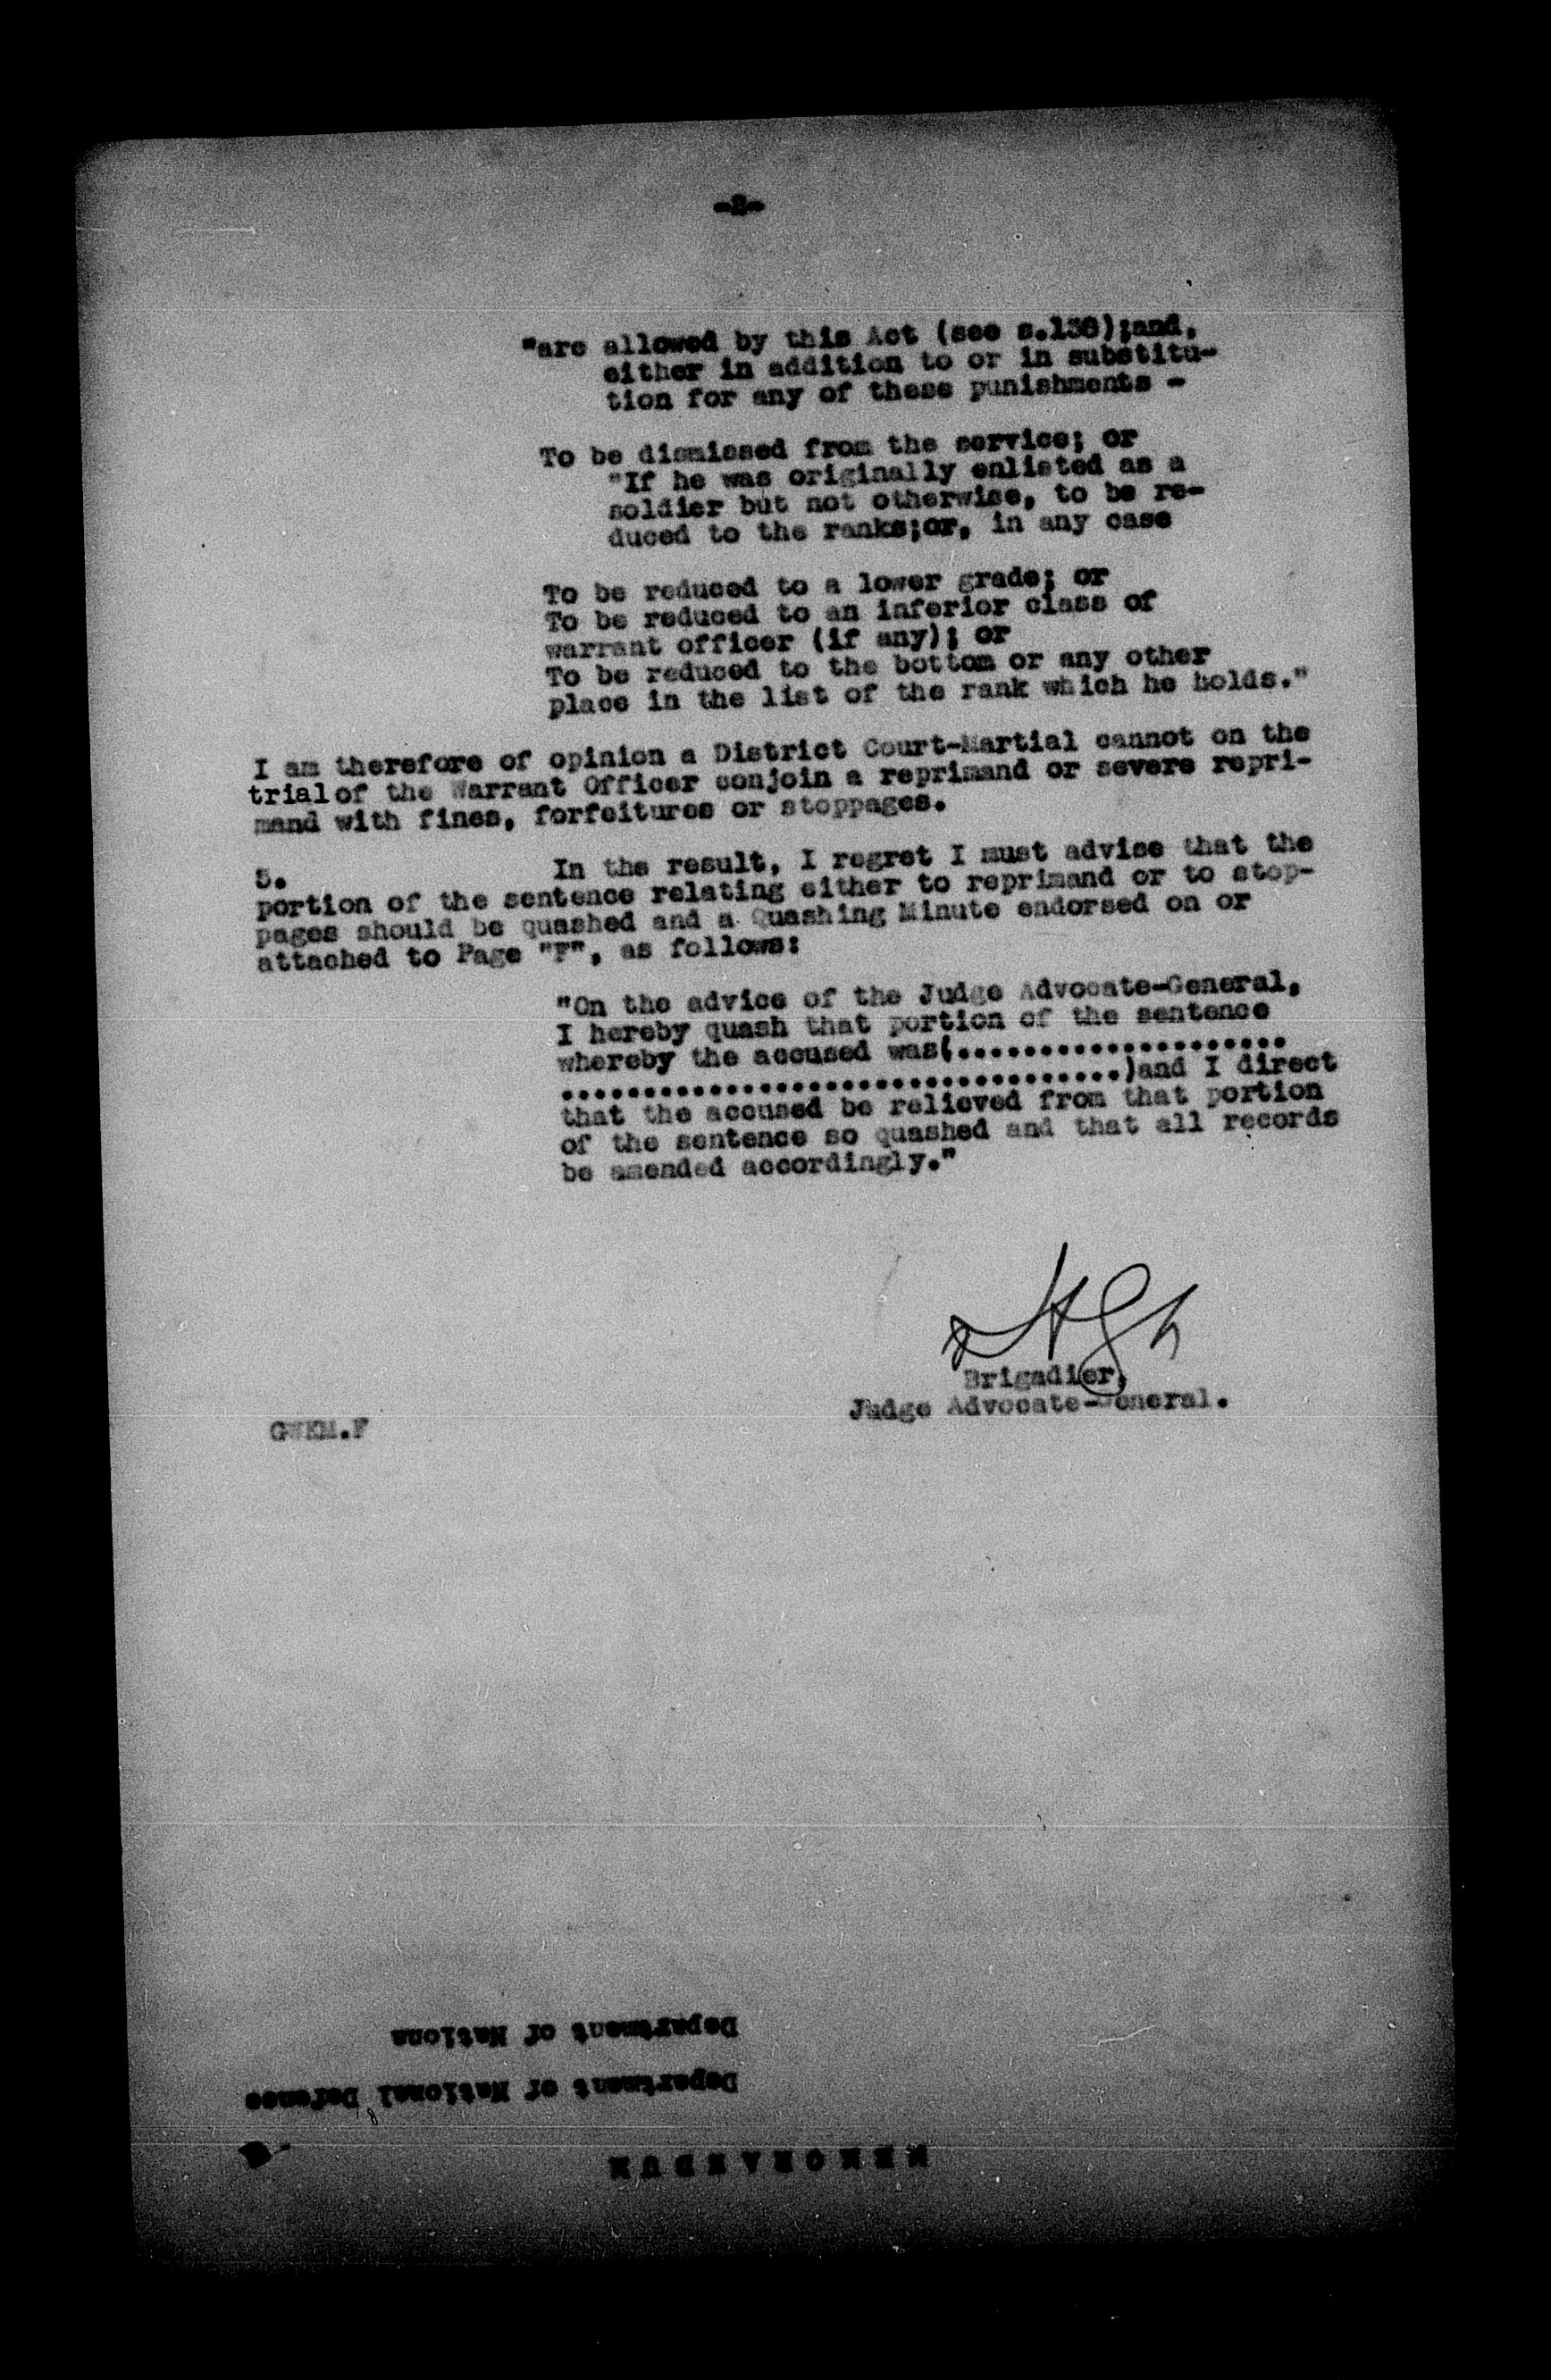 -2-
"are allowed by this Act (see s.138);and,
either in addition to or in substitu-
tion for any of these punishments -
To be dismissed from the service; or
"If he was originally enlisted as a
soldier but not otherwise, to be re-
duced to the ranks;or, in any case
To be reduced to a lower grade; or
To be reduced to an inferior class of
warrant officer (if any); or
To be reduced to the bottom or any other
place in the list of the rank which he holds."
I am therefore of opinion a District Court-Martial cannot on the
trial of the Warrant Officer conjoin a reprimand or severe repri-
mand with fines, forfeitures or stoppages.
5. In the result, I regret I must advise that the
portion of the sentence relating either to reprimand or to stop-
pages should be quashed and a Quashing Minute endorsed on or
attached to Page "F", as follows:
"On the advice of the Judge Advocate-General,
I hereby quash that portion of the sentence
whereby the accused was(....................
..................................)and I direct
that the accused be relieved from that portion
of the sentence so quashed and that all records
be amended accordingly."
Brigadier,
Judge Advocate-General.
GWKM.F
Department of Nationa
Department of National Defence
MEMORANDUM